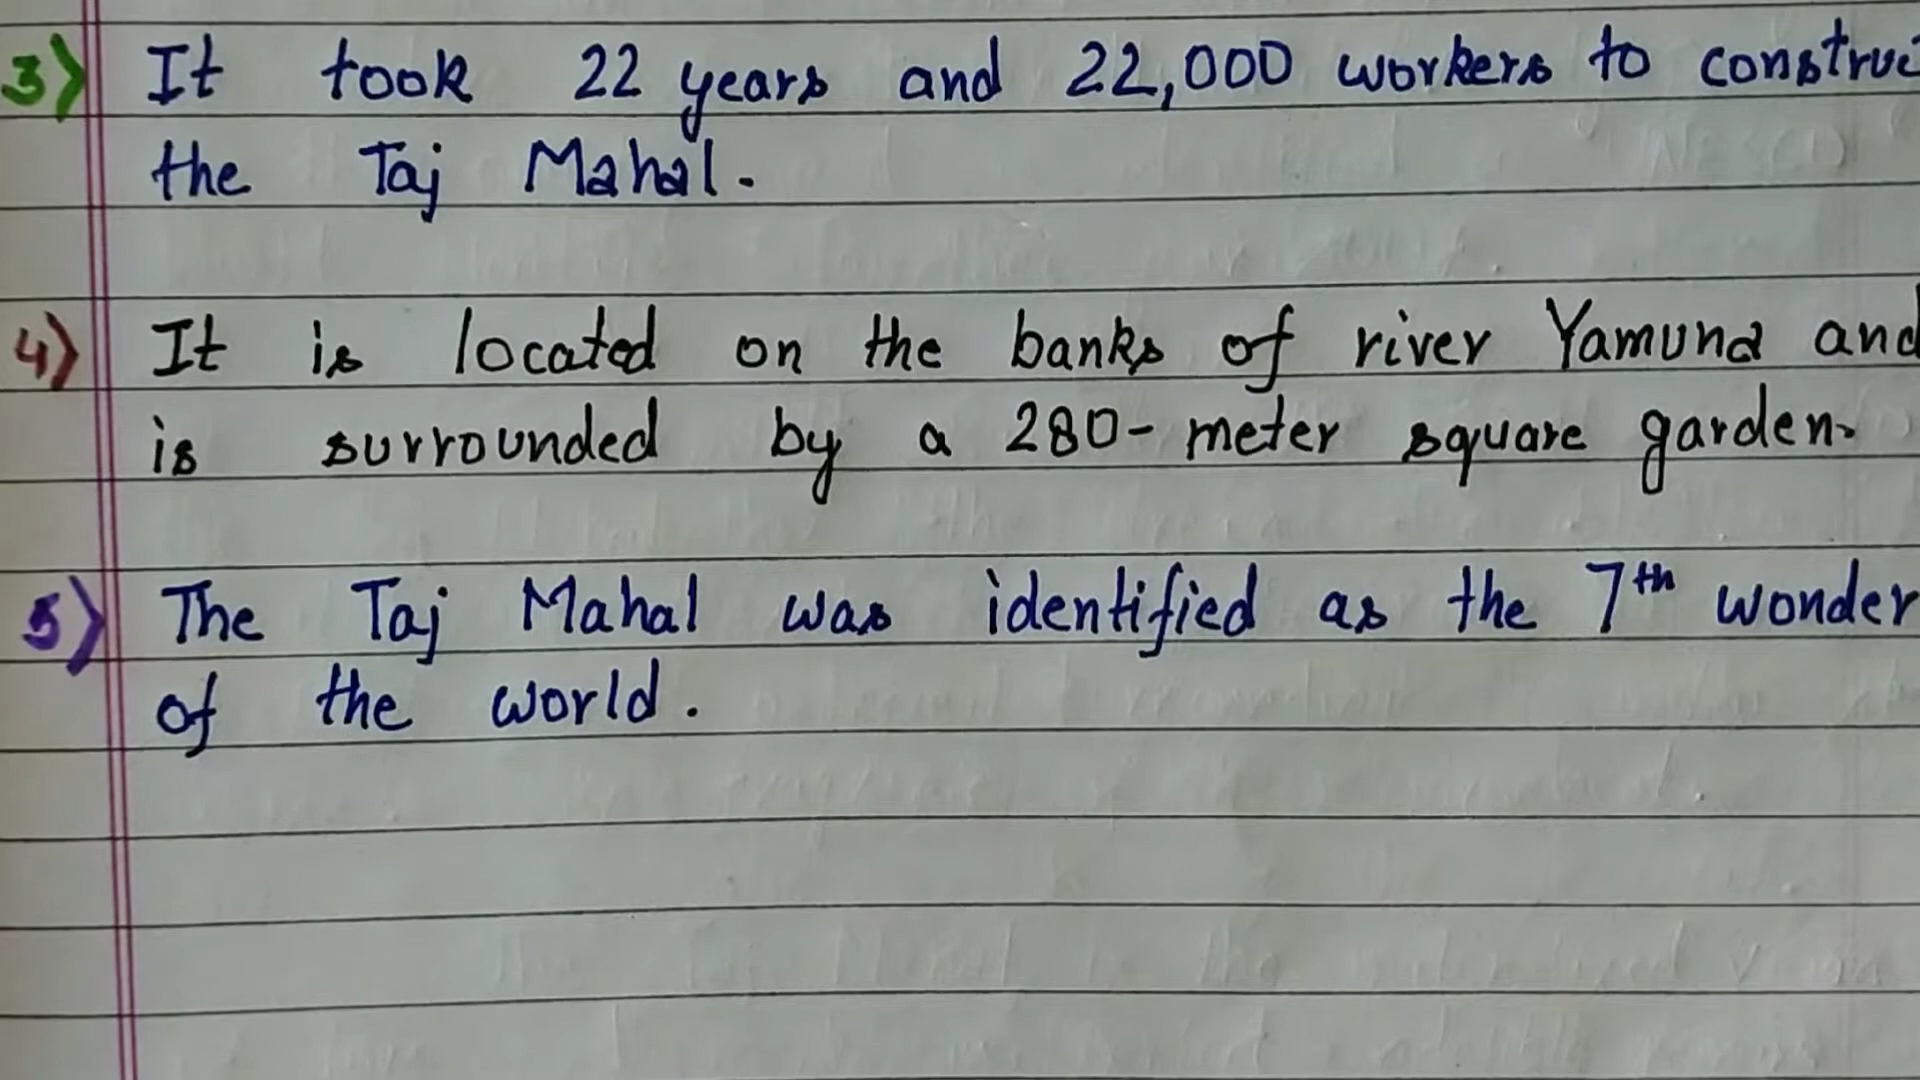 3) It took 22 years and 22,000 workers to construc
the Taj Mahal.
4) It is located on the banks of river Yamuna and
is surrounded by a 280-meter square garden.
5) The Taj Mahal was identified as the 7th wonder
of the world.